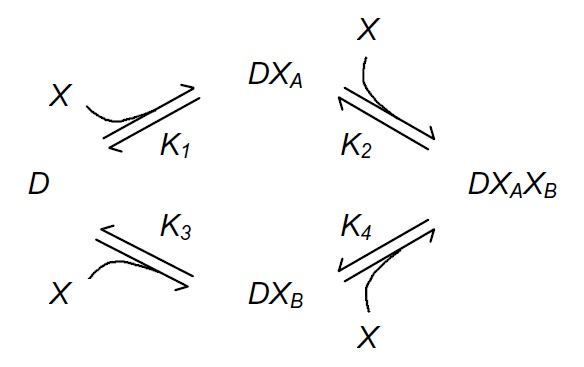 X
DX_A
X
K_1
K_2
D
DX_AX_B
K_3
K_4
X
DX_B
X